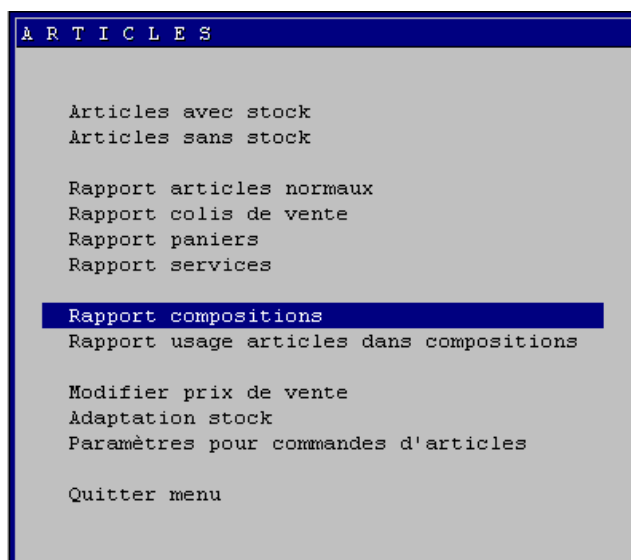 A R T I C L E S
Articles avec stock
Articles sans stock
Rapport articles normaux
Rapport colis de vente
Rapport paniers
Rapport services
Rapport compositions
Rapport usage articles dans compositions
Modifier prix de vente
Adaptation stock
Paramètres pour commandes d'articles
Quitter menu